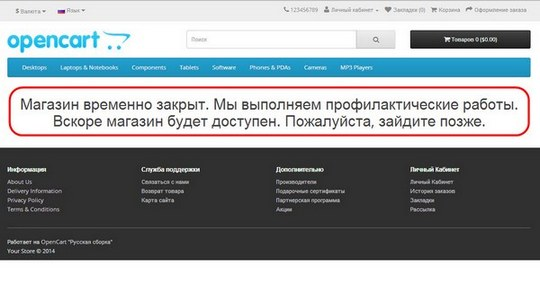 $ Валюта Язык 123456789 Личный кабинет Закладки (0) Корзина Оформление заказа
opencart Поиск Товаров 0 ($0.00)
Desktops Laptops & Notebooks Components Tablets Software Phones & PDAs Cameras MP3 Players
Магазин временно закрыт. Мы выполняем профилактические работы.
Вскоре магазин будет доступен. Пожалуйста, зайдите позже.
Информация Служба поддержки Дополнительно Личный Кабинет
About Us Связаться с нами Производители Личный Кабинет
Delivery Information Возврат товара Подарочные сертификаты История заказов
Privacy Policy Карта сайта Партнерская программа Закладки
Terms & Conditions Акции Рассылка
Работает на OpenCart "Русская сборка"
Your Store © 2014